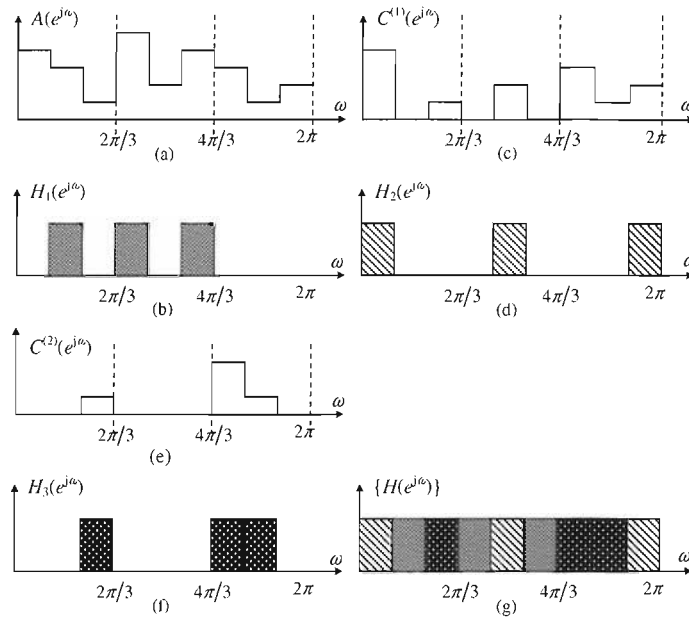 A(e^{jω})
C^{(1)}(e^{jω})
ω
ω
2π/3
4π/3
2π
2π/3
4π/3
2π
(a)
(c)
H_1(e^{jω})
H_2(e^{jω})
2π/3
4π/3
2π
2π/3
4π/3
2π
(b)
(d)
C^{(2)}(e^{jω})
ω
2π/3
4π/3
2π
(e)
H_3(e^{jω})
{H(e^{jω})}
ω
ω
2π/3
4π/3
2π
2π/3
4π/3
2π
(f)
(g)